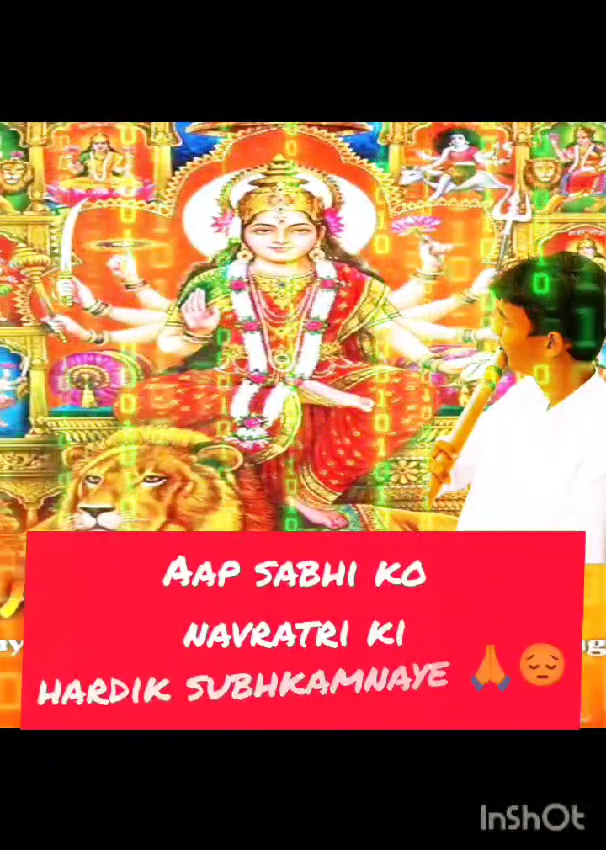 Aap sabhi ko
navratri ki
hardik subhkamnaye 🙏😔
InShOt